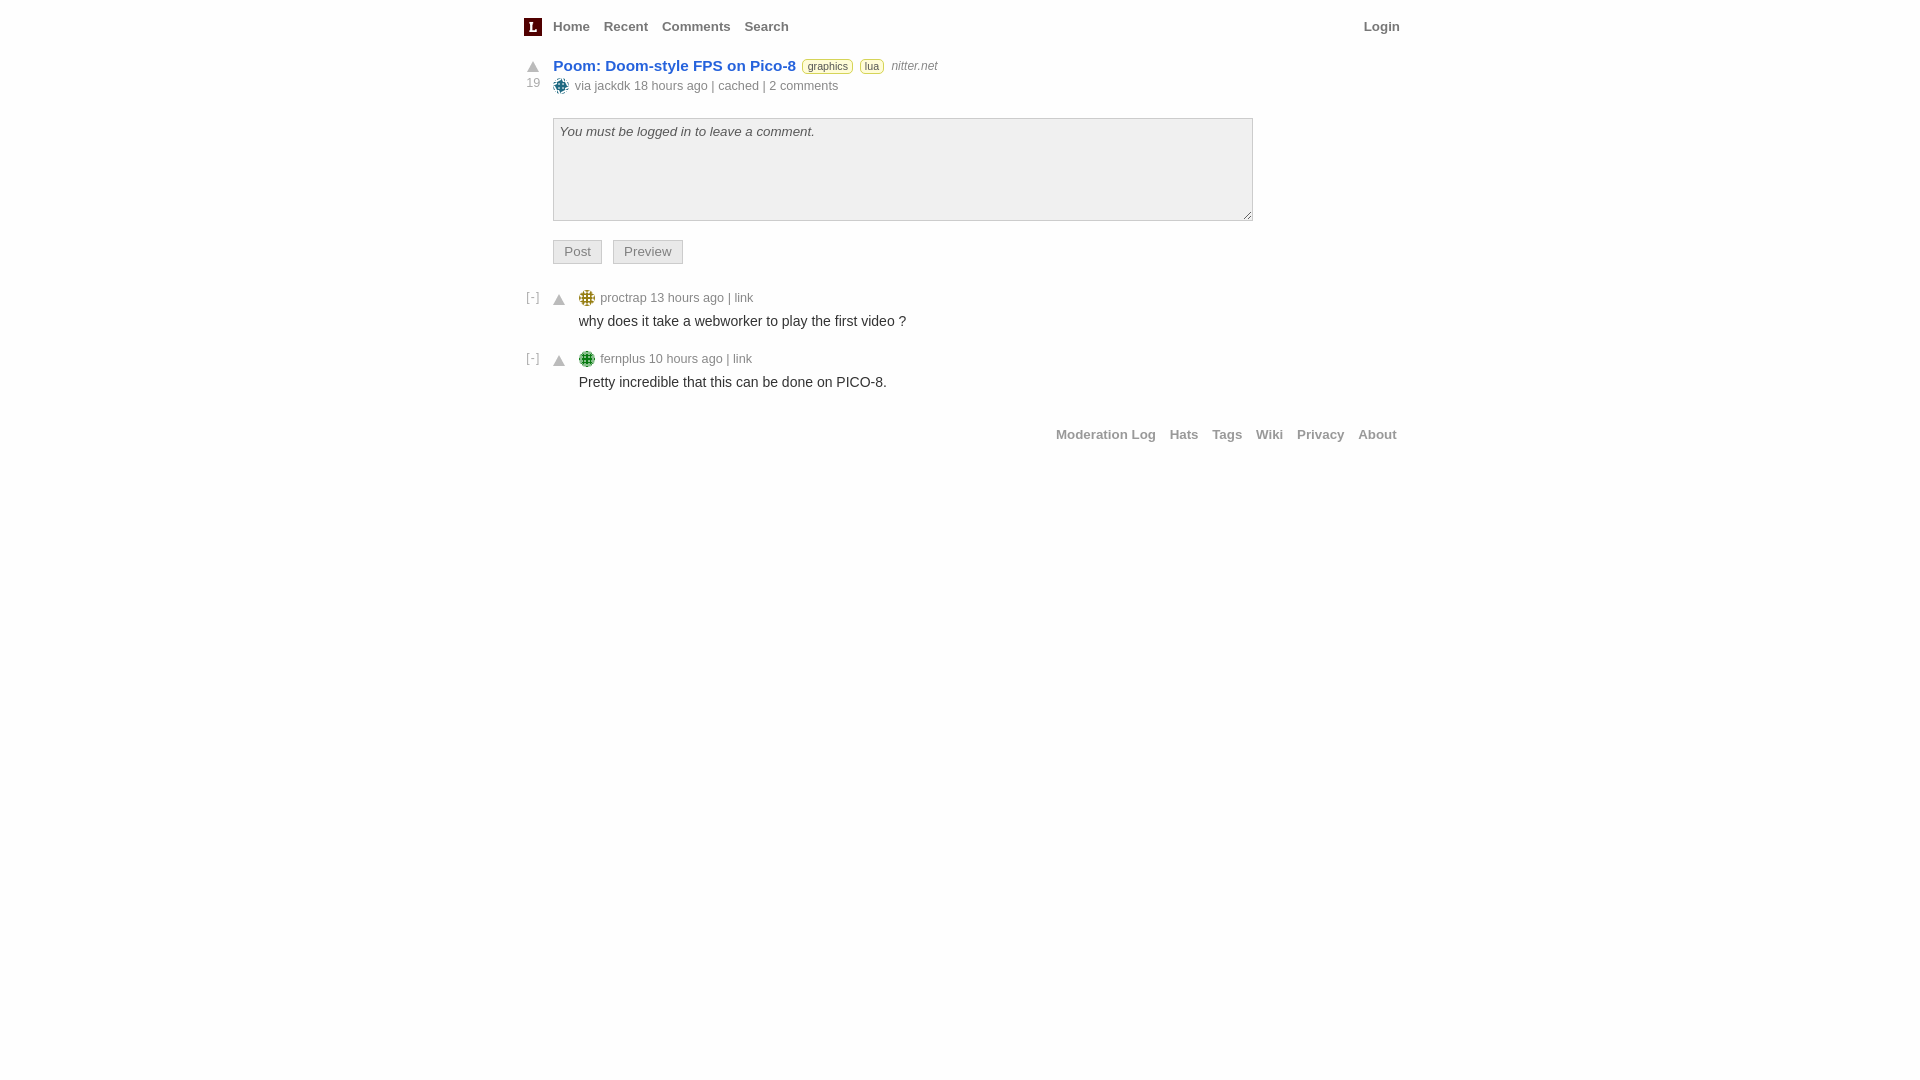 L Home Recent Comments Search Login
Poom: Doom-style FPS on Pico-8 graphics lua nitter.net
19
via jackdk 18 hours ago | cached | 2 comments
You must be logged in to leave a comment.
Post Preview
[-] proctrap 13 hours ago | link
why does it take a webworker to play the first video ?
[-] fernplus 10 hours ago | link
Pretty incredible that this can be done on PICO-8.
Moderation Log Hats Tags Wiki Privacy About